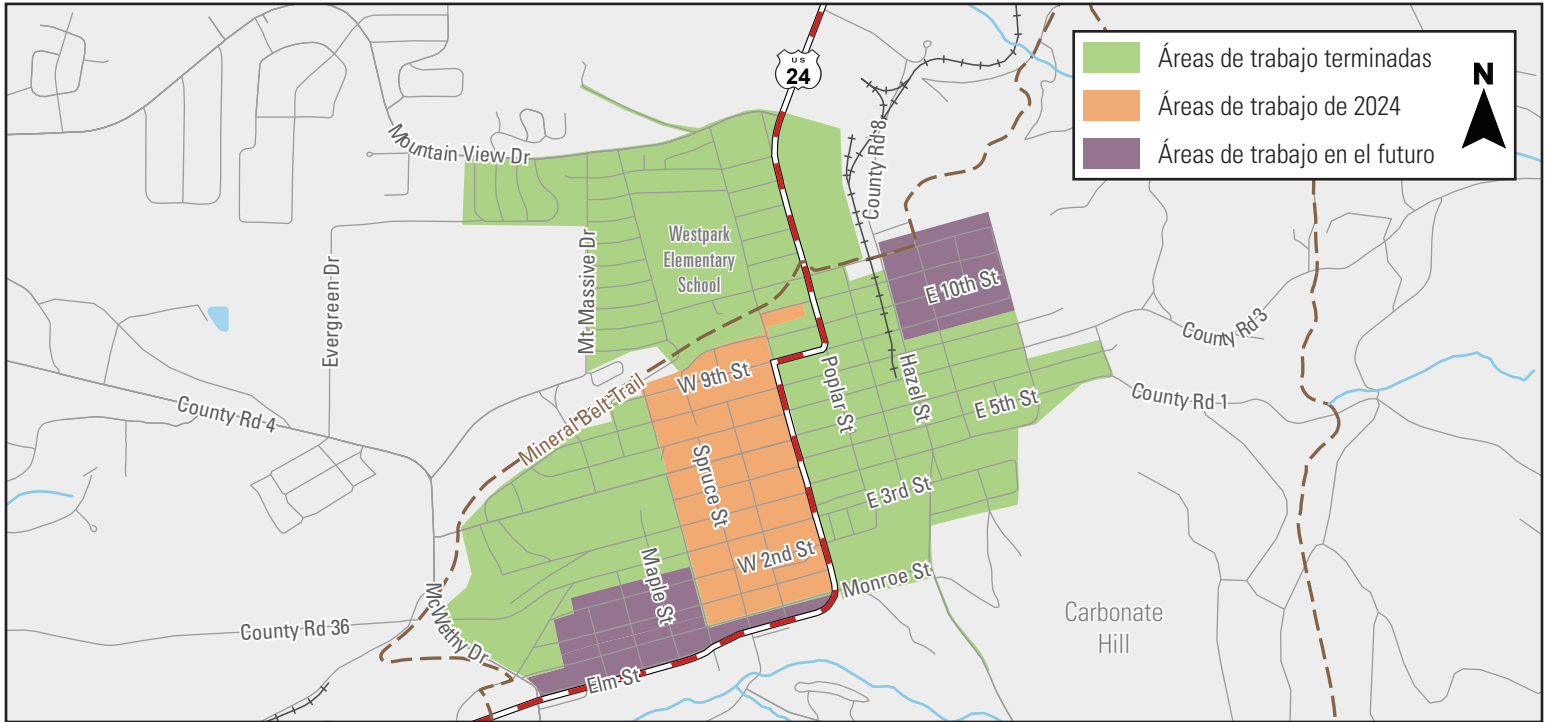 US
24
Áreas de trabajo terminadas
Áreas de trabajo de 2024
Áreas de trabajo en el futuro
N
Mountain View Dr
County Rd 8
Westpark
Elementary
School
Mt Massive Dr
Evergreen Dr
E 10th St
County Rd 3
W 9th St
Poplar St
Hazel St
County Rd 1
E 5th St
County Rd 4
Mineral Belt Trail
Spruce St
E 3rd St
W 2nd St
Maple St
Monroe St
McWethy Dr
County Rd 36
Carbonate
Hill
Elm St